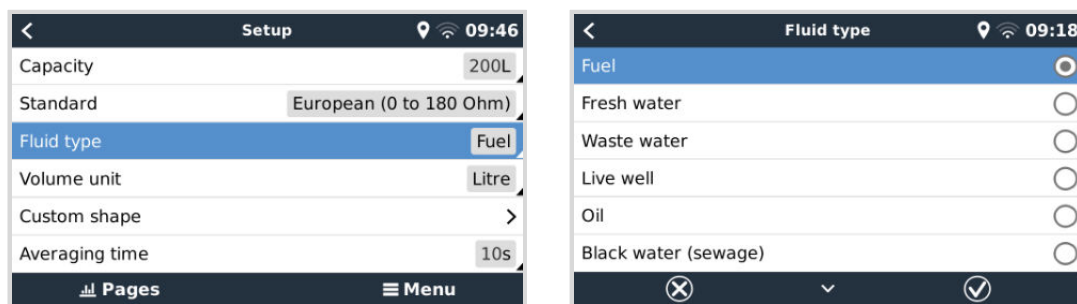 Setup 09:46
Capacity 200L
Standard European (0 to 180 Ohm)
Fluid type Fuel
Volume unit Litre
Custom shape
Averaging time 10s
Pages Menu
Fluid type 09:18
Fuel
Fresh water
Waste water
Live well
Oil
Black water (sewage)